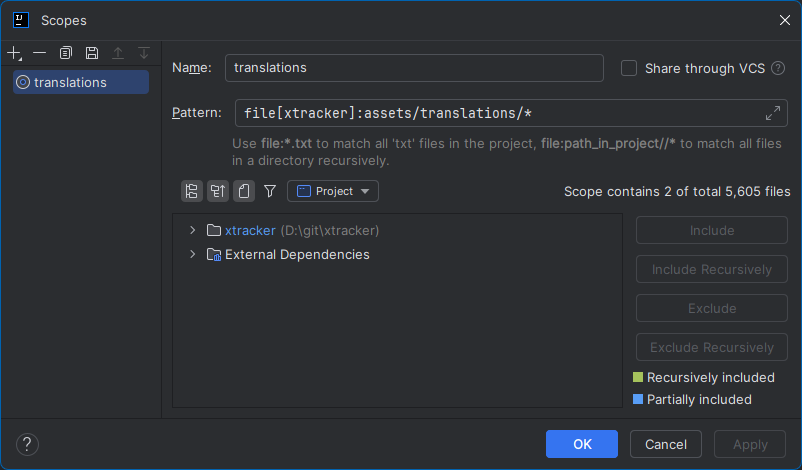 Scopes
translations
Name:
translations
Share through VCS
?
Pattern:
file[xtracker]:assets/translations/*
Use file:*.txt to match all 'txt' files in the project, file:path_in_project//* to match all files
in a directory recursively.
Project
Scope contains 2 of total 5,605 files
xtracker (D:\git\xtracker)
External Dependencies
Include
Include Recursively
Exclude
Exclude Recursively
Recursively included
Partially included
?
OK
Cancel
Apply